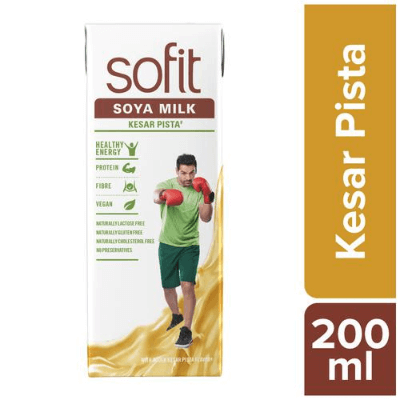 sofit
SOYA MILK
KESAR PISTA*
HEALTHY
ENERGY
PROTEIN
FIBRE
VEGAN
NATURALLY LACTOSE FREE
NATURALLY GLUTEN FREE
NATURALLY CHOLESTEROL FREE
NO PRESERVATIVES
Kesar Pista
200
ml